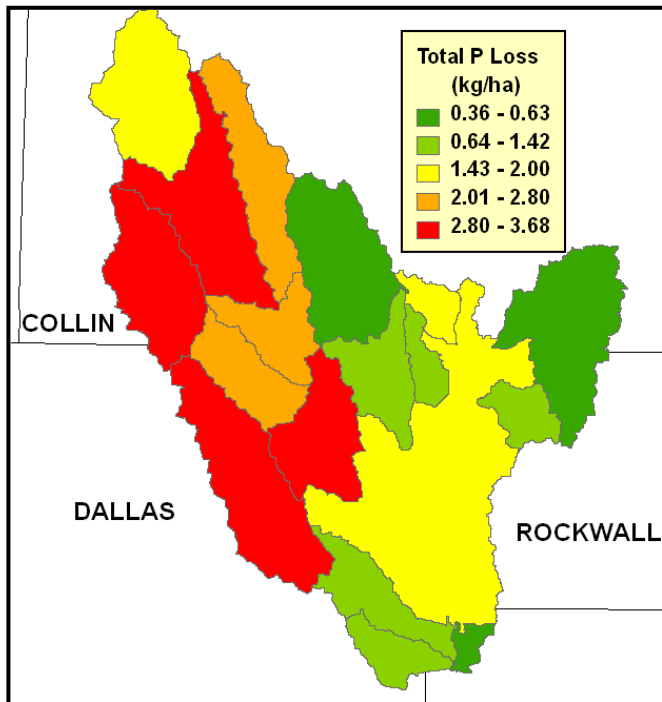 Total P Loss
(kg/ha)
0.36 - 0.63
0.64 - 1.42
1.43 - 2.00
2.01 - 2.80
2.80 - 3.68
COLLIN
DALLAS
ROCKWALL